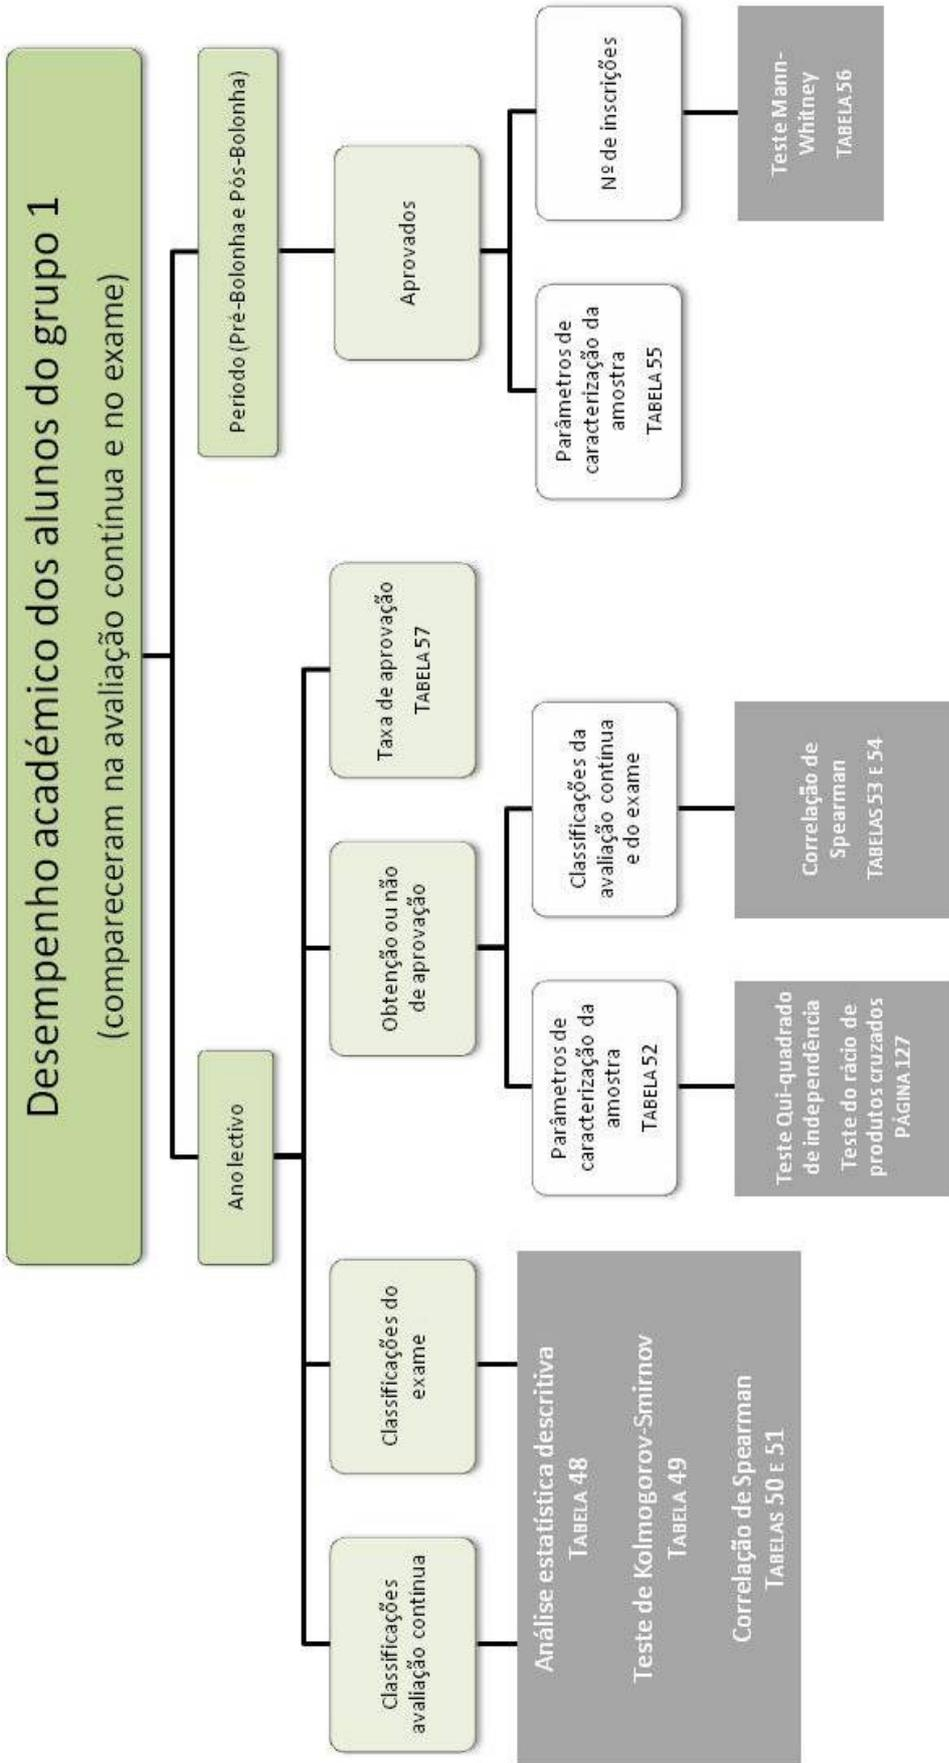 Desempenho académico dos alunos do grupo 1
(compareceram na avaliação contínua e no exame)
Ano lectivo
Período (Pré-Bolonha e Pós-Bolonha)
Classificações
avaliação contínua
Classificações do
exame
Obtenção ou não
de aprovação
Taxa de aprovação
TABELA 57
Aprovados
Análise estatística descritiva
TABELA 48
Teste de Kolmogorov-Smirnov
TABELA 49
Correlação de Spearman
TABELAS 50 E 51
Parâmetros de
caracterização da
amostra
TABELA 52
Classificações da
avaliação contínua
e do exame
Parâmetros de
caracterização da
amostra
TABELA 55
Nº de inscrições
Teste Qui-quadrado
de independência
Teste do rácio de
produtos cruzados
PÁGINA 127
Correlação de
Spearman
TABELAS 53 E 54
Teste Mann-
Whitney
TABELA 56